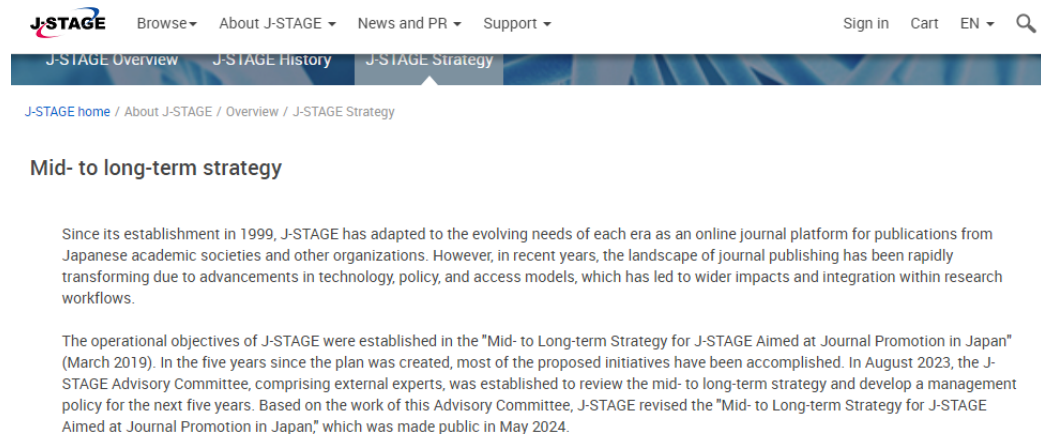 J-STAGE Browse About J-STAGE News and PR Support Sign in Cart EN
J-STAGE Overview J-STAGE History J-STAGE Strategy
J-STAGE home / About J-STAGE / Overview / J-STAGE Strategy
Mid- to long-term strategy
Since its establishment in 1999, J-STAGE has adapted to the evolving needs of each era as an online journal platform for publications from
Japanese academic societies and other organizations. However, in recent years, the landscape of journal publishing has been rapidly
transforming due to advancements in technology, policy, and access models, which has led to wider impacts and integration within research
workflows.
The operational objectives of J-STAGE were established in the "Mid- to Long-term Strategy for J-STAGE Aimed at Journal Promotion in Japan"
(March 2019). In the five years since the plan was created, most of the proposed initiatives have been accomplished. In August 2023, the J-
STAGE Advisory Committee, comprising external experts, was established to review the mid- to long-term strategy and develop a management
policy for the next five years. Based on the work of this Advisory Committee, J-STAGE revised the "Mid- to Long-term Strategy for J-STAGE
Aimed at Journal Promotion in Japan," which was made public in May 2024.